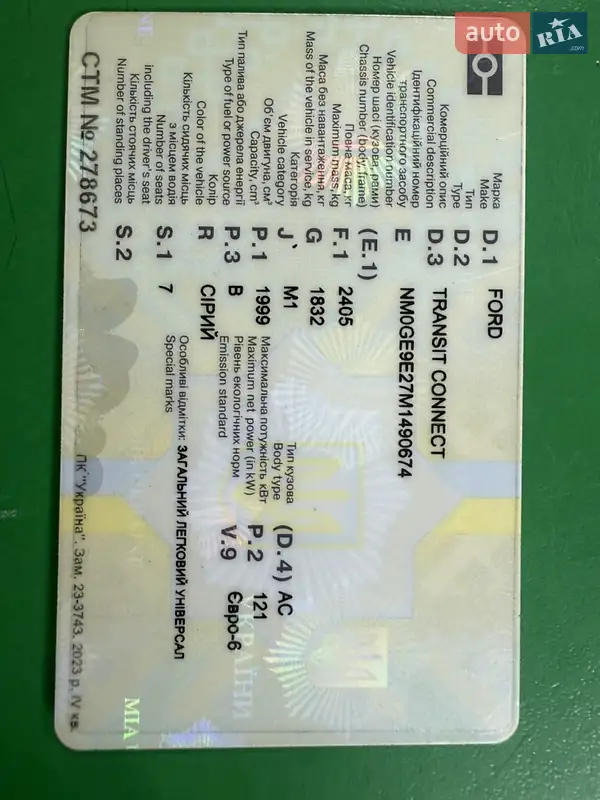 auto RIA .com
Марка
Make D.1 FORD
Тип
Type D.2
Комерційний опис
Commercial description D.3 TRANSIT CONNECT
Ідентифікаційний номер
транспортного засобу
Vehicle identification number E NM0GE9E27M1490674
Номер шасі (кузова, рами)
Chassis number (body, frame) (E.1)
Повна маса, кг
Maximum mass, kg F.1 2405
Маса без навантаження, кг
Mass of the vehicle in service, kg G 1832
Категорія
Vehicle category J M1
Тип кузова
Body type (D.4) AC
Об'єм двигуна, см³
Capacity, cm³ P.1 1999
Максимальна потужність кВт
Maximum net power (in kW) P.2 121
Тип палива або джерела енергії
Type of fuel or power source P.3 B
Рівень екологічних норм
Emission standard V.9 Євро-6
Колір
Color of the vehicle R СІРИЙ
Кількість сидячих місць
з місцем водія
Number of seats
including the driver's seat S.1 7
Особливі відмітки: ЗАГАЛЬНИЙ ЛЕГКОВИЙ УНІВЕРСАЛ
Special marks
Кількість стоячих місць
Number of standing places S.2
СТМ № 278673
ПК "Україна". Зам. 23-3743. 2023 р. IV кв.